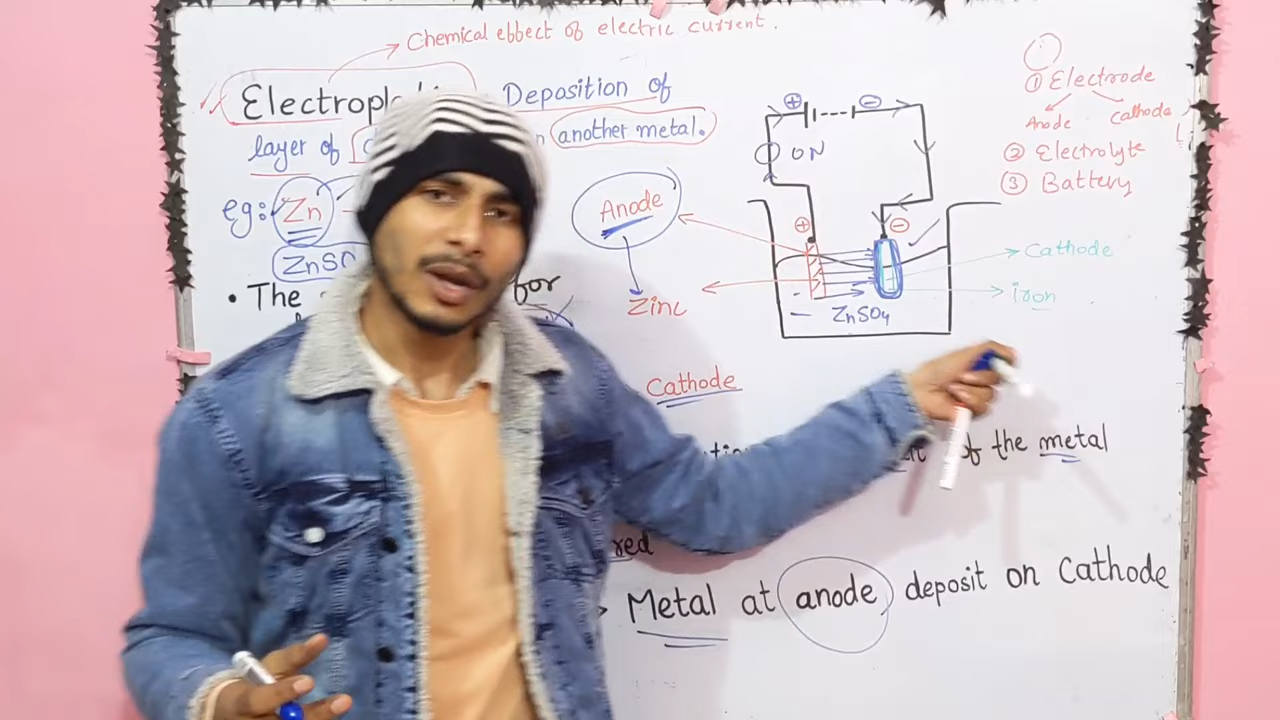 Chemical effect of electric current.
Deposition of
layer of
another metal.
eg: Zn
ZnSO
• The
for
Anode
Zinc
Cathode
+ -
ON
+ -
ZnSO4
Cathode
iron
① Electrode
Anode cathode
② Electrolyte
③ Battery
of the metal
Metal at anode deposit on Cathode